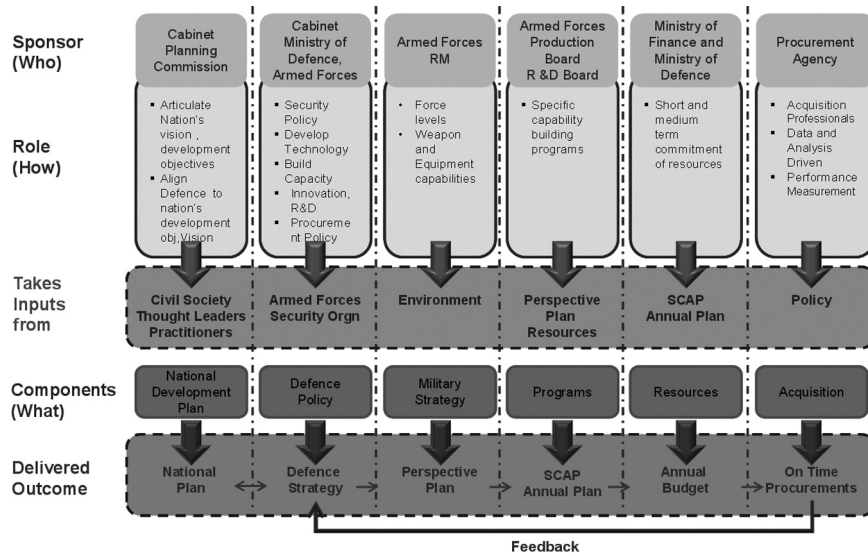 Sponsor
(Who)
Cabinet
Planning
Commission
Cabinet
Ministry of
Defence,
Armed Forces
Armed Forces
RM
Armed Forces
Production
Board
R &D Board
Ministry of
Finance and
Ministry of
Defence
Procurement
Agency
Role
(How)
▪ Articulate
Nation's
vision ,
development
objectives
▪ Align
Defence to
nation's
development
obj,Vision
▪ Security
Policy
▪ Develop
Technology
▪ Build
Capacity
▪ Innovation,
R&D
▪ Procureme
nt Policy
• Force
levels
• Weapon
and
Equipment
capabilities
▪ Specific
capability
building
programs
▪ Short and
medium
term
commitment
of resources
▪ Acquisition
Professionals
▪ Data and
Analysis
Driven
▪ Performance
Measurement
Takes
Inputs
from
Civil Society
Thought Leaders
Practitioners
Armed Forces
Security Orgn
Environment
Perspective
Plan
Resources
SCAP
Annual Plan
Policy
Components
(What)
National
Development
Plan
Defence
Policy
Military
Strategy
Programs
Resources
Acquisition
Delivered
Outcome
National
Plan
Defence
Strategy
Perspective
Plan
SCAP
Annual Plan
Annual
Budget
On Time
Procurements
Feedback